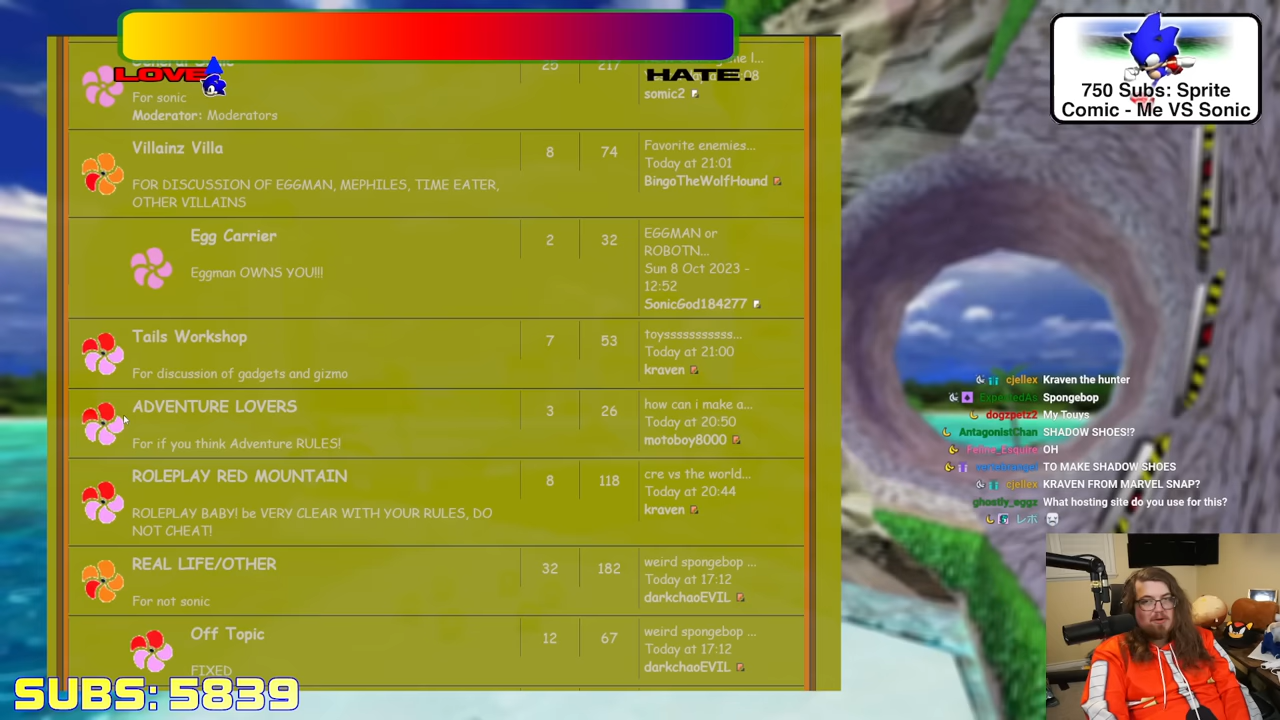 LOVE
HATE.
25
217
somic2
For sonic
Moderator: Moderators
Villainz Villa
8
74
Favorite enemies...
Today at 21:01
BingoTheWolfHound
FOR DISCUSSION OF EGGMAN, MEPHILES, TIME EATER,
OTHER VILLAINS
Egg Carrier
2
32
EGGMAN or
ROBOTN...
Sun 8 Oct 2023 -
12:52
SonicGod184277
Eggman OWNS YOU!!!
Tails Workshop
7
53
toysssssssssss...
Today at 21:00
kraven
For discussion of gadgets and gizmo
ADVENTURE LOVERS
3
26
how can i make a...
Today at 20:50
motoboy8000
For if you think Adventure RULES!
ROLEPLAY RED MOUNTAIN
8
118
cre vs the world...
Today at 20:44
kraven
ROLEPLAY BABY! be VERY CLEAR WITH YOUR RULES, DO
NOT CHEAT!
REAL LIFE/OTHER
32
182
weird spongebop ...
Today at 17:12
darkchaoEVIL
For not sonic
Off Topic
12
67
weird spongebop ...
Today at 17:12
darkchaoEVIL
FIXED
SUBS: 5839
750 Subs: Sprite
Comic - Me VS Sonic
cjellex Kraven the hunter
Spongebop
dogzpetz2 My Touys
AntagonistChan SHADOW SHOES!?
Feline_Esquire OH
TO MAKE SHADOW SHOES
cjellex KRAVEN FROM MARVEL SNAP?
ghostly_eggz What hosting site do you use for this?
レホ